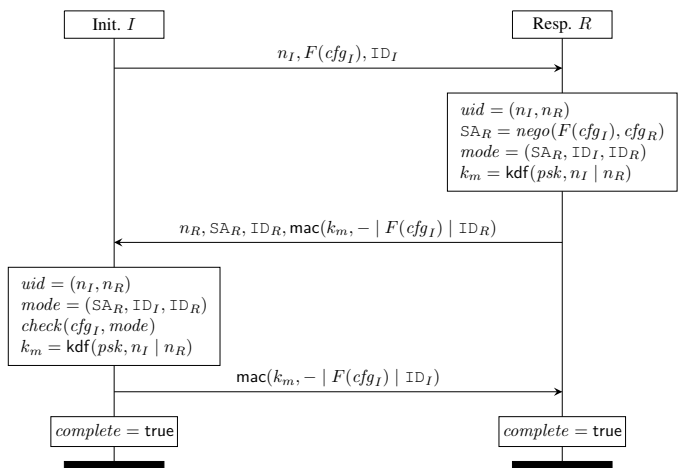 Init. I
Resp. R
n_I, F(cfg_I), ID_I
uid = (n_I, n_R)
SA_R = nego(F(cfg_I), cfg_R)
mode = (SA_R, ID_I, ID_R)
k_m = kdf(psk, n_I | n_R)
n_R, SA_R, ID_R, mac(k_m, − | F(cfg_I) | ID_R)
uid = (n_I, n_R)
mode = (SA_R, ID_I, ID_R)
check(cfg_I, mode)
k_m = kdf(psk, n_I | n_R)
mac(k_m, − | F(cfg_I) | ID_I)
complete = true
complete = true